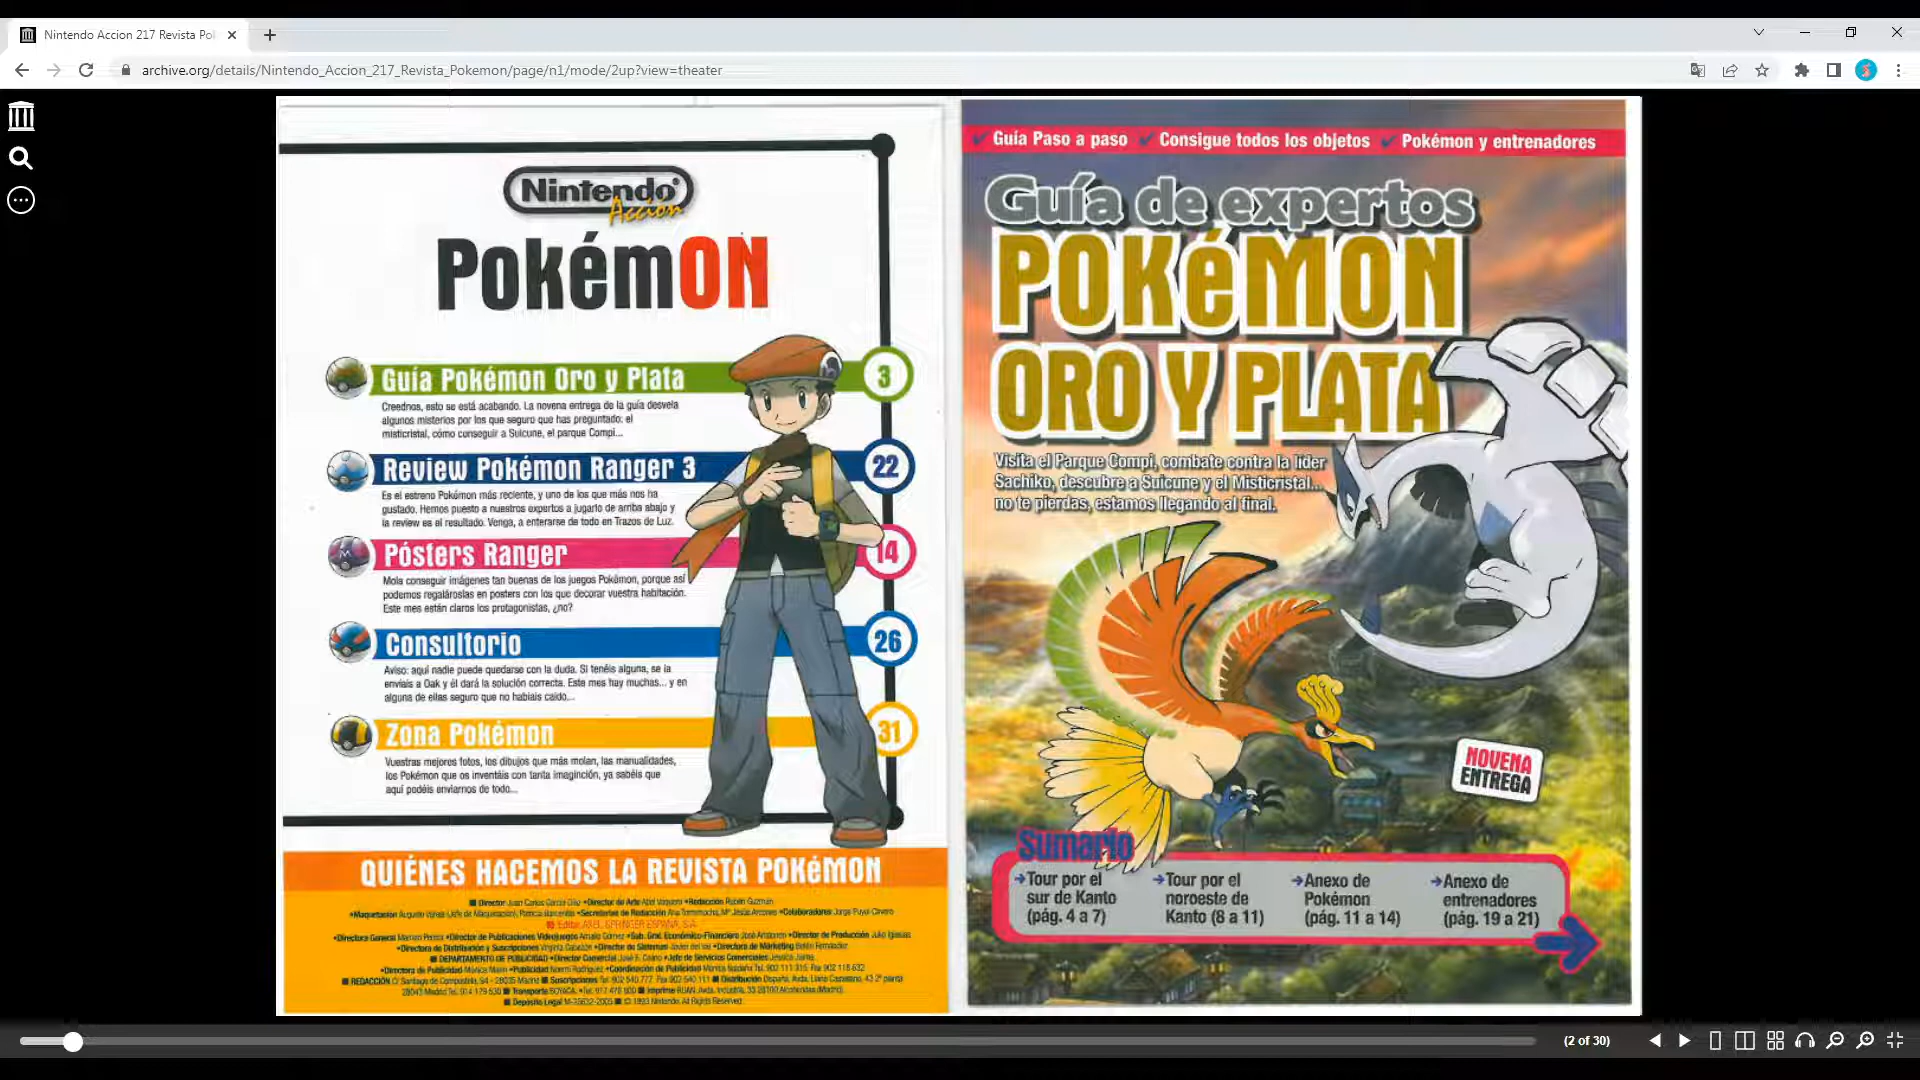 Nintendo Accion 217 Revista Pok
archive.org/details/Nintendo_Accion_217_Revista_Pokemon/page/n1/mode/2up?view=theater
Nintendo®
Acción
PokémON
Guía Pokémon Oro y Plata
3
Creednos, esto se está acabando. La novena entrega de la guía desvela
algunos misterios por los que seguro que has preguntado: el
misticristal, cómo conseguir a Suicune, el parque Compi...
Review Pokémon Ranger 3
22
Es el estreno Pokémon más reciente, y uno de los que más nos ha
gustado. Hemos puesto a nuestros expertos a jugarlo de arriba abajo y
la review es el resultado. Venga, a enterarse de todo en Trazos de Luz.
Pósters Ranger
14
Mola conseguir imágenes tan buenas de los juegos Pokémon, porque así
podemos regalároslas en posters con los que decorar vuestra habitación.
Este mes están claros los protagonistas, ¿no?
Consultorio
26
Aviso: aquí nadie puede quedarse con la duda. Si tenéis alguna, se la
enviais a Oak y él dará la solución correcta. Este mes hay muchas... y en
alguna de ellas seguro que no habíais caído...
Zona Pokémon
31
Vuestras mejores fotos, los dibujos que más molan, las manualidades,
los Pokémon que os inventáis con tanta imaginción, ya sabéis que
aquí podéis enviarnos de todo...
QUIÉNES HACEMOS LA REVISTA POKéMON
Editor AXEL SPRINGER ESPAÑA, S.A.
Guía Paso a paso
Consigue todos los objetos
Pokémon y entrenadores
Guía de expertos
POKéMON
ORO Y PLATA
Visita el Parque Compi, combate contra la líder
Sachiko, descubre a Suicune y el Misticristal...
no te pierdas, estamos llegando al final.
NOVENA
ENTREGA
Sumario
Tour por el
sur de Kanto
(pág. 4 a 7)
Tour por el
noroeste de
Kanto (8 a 11)
Anexo de
Pokémon
(pág. 11 a 14)
Anexo de
entrenadores
(pág. 19 a 21)
(2 of 30)